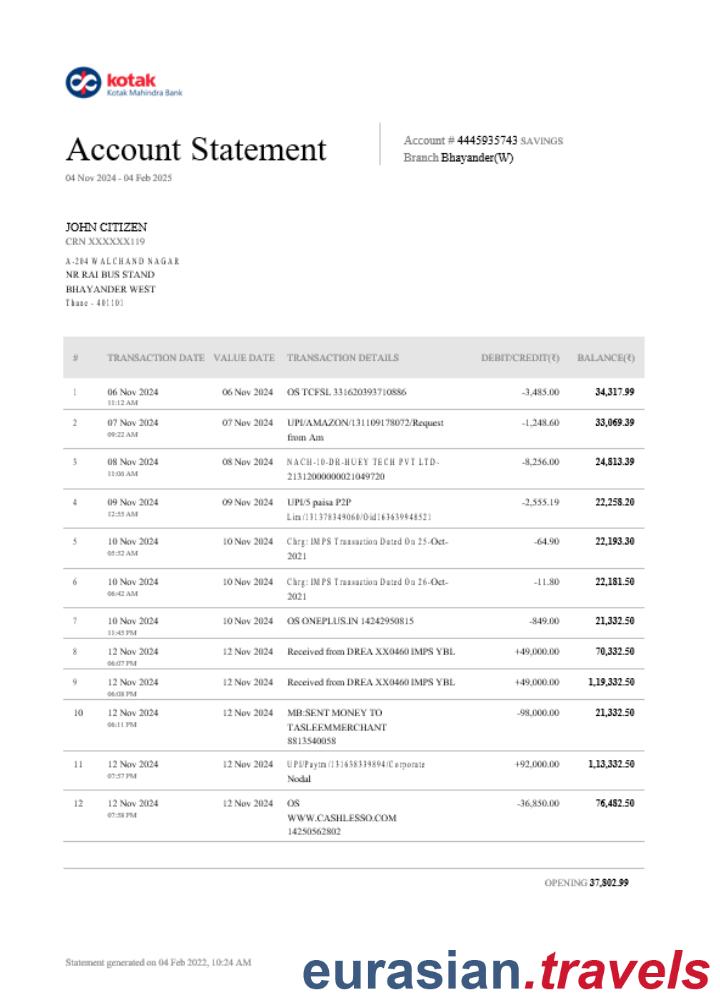 kotak
Kotak Mahindra Bank
Account Statement
04 Nov 2024 - 04 Feb 2025
Account # 4445935743 SAVINGS
Branch Bhayander(W)
JOHN CITIZEN
CRN XXXXXX119
A-204 WALCHAND NAGAR
NR RAI BUS STAND
BHAYANDER WEST
Thane - 401101
# TRANSACTION DATE VALUE DATE TRANSACTION DETAILS DEBIT/CREDIT(₹) BALANCE(₹)
1 06 Nov 2024 06 Nov 2024 OS TCFSL 331620393710886 -3,485.00 34,317.99
11:12 AM
2 07 Nov 2024 07 Nov 2024 UPI/AMAZON/131109178072/Request -1,248.60 33,069.39
09:22 AM from Am
3 08 Nov 2024 08 Nov 2024 NACH-10-DR-HUEY TECH PVT LTD- -8,256.00 24,813.39
11:06 AM 21312000000021049720
4 09 Nov 2024 09 Nov 2024 UPI/5 paisa P2P -2,555.19 22,258.20
12:55 AM Lim/131378349060/Oid163639948521
5 10 Nov 2024 10 Nov 2024 Chrg: IMPS Transaction Dated On 25-Oct- -64.90 22,193.30
05:52 AM 2021
6 10 Nov 2024 10 Nov 2024 Chrg: IMPS Transaction Dated On 26-Oct- -11.80 22,181.50
06:42 AM 2021
7 10 Nov 2024 10 Nov 2024 OS ONEPLUS.IN 14242950815 -849.00 21,332.50
11:45 PM
8 12 Nov 2024 12 Nov 2024 Received from DREA XX0460 IMPS YBL +49,000.00 70,332.50
06:07 PM
9 12 Nov 2024 12 Nov 2024 Received from DREA XX0460 IMPS YBL +49,000.00 1,19,332.50
06:08 PM
10 12 Nov 2024 12 Nov 2024 MB:SENT MONEY TO -98,000.00 21,332.50
06:11 PM TASLEEMMERCHANT
8813540058
11 12 Nov 2024 12 Nov 2024 UPI/Paytm/131638339894/Corporate +92,000.00 1,13,332.50
07:57 PM Nodal
12 12 Nov 2024 12 Nov 2024 OS -36,850.00 76,482.50
07:58 PM WWW.CASHLESSO.COM
14250562802
OPENING 37,802.99
Statement generated on 04 Feb 2022, 10:24 AM
eurasian.travels